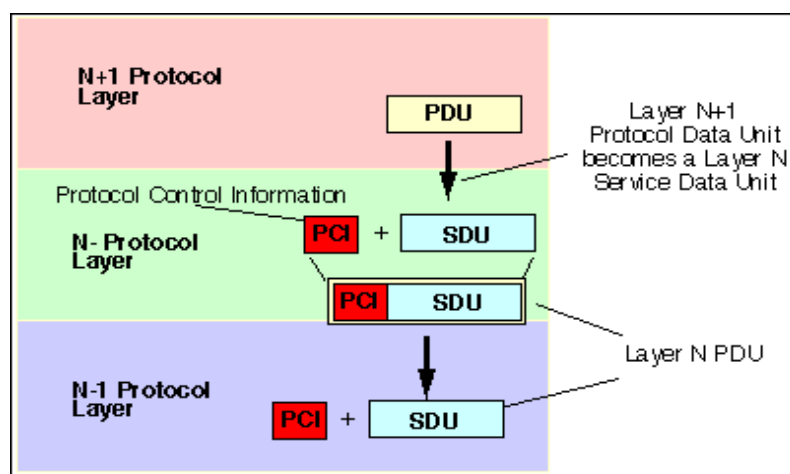 N+1 Protocol
Layer
PDU
Layer N+1
Protocol Data Unit
becomes a Layer N
Service Data Unit
Protocol Control Information
N- Protocol
Layer
PCI + SDU
PCI SDU
Layer N PDU
N-1 Protocol
Layer
PCI + SDU